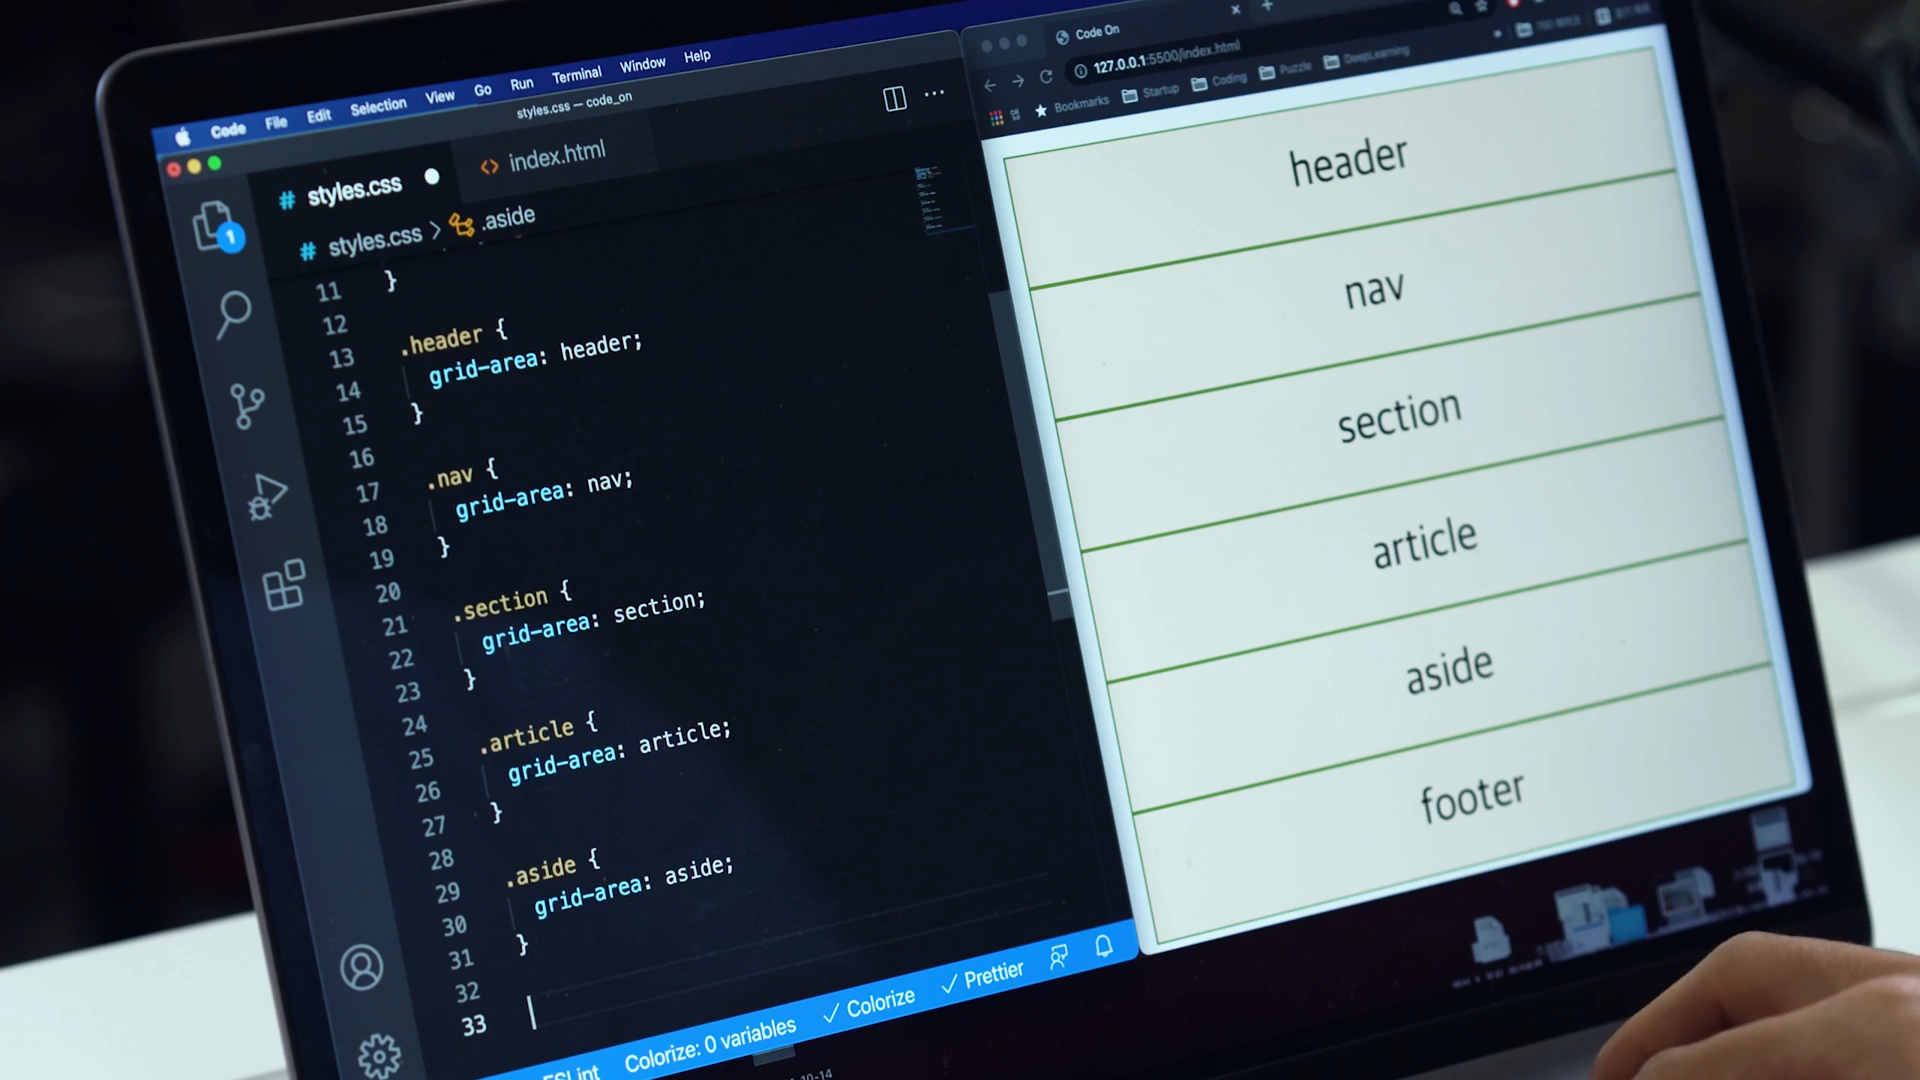 Code File Edit Selection View Go Run Terminal Window Help
styles.css — code_on
# styles.css
<> index.html
# styles.css > .aside
1
11 }
12
13 .header {
14 grid-area: header;
15 }
16
17 .nav {
18 grid-area: nav;
19 }
20
21 .section {
22 grid-area: section;
23 }
24
25 .article {
26 grid-area: article;
27 }
28
29 .aside {
30 grid-area: aside;
31 }
32
33
ESLint Colorize: 0 variables ✓ Colorize ✓ Prettier
Code On
127.0.0.1:5500/index.html
Bookmarks Startup Coding Puzzle DeepLearning
header
nav
section
article
aside
footer
10-14